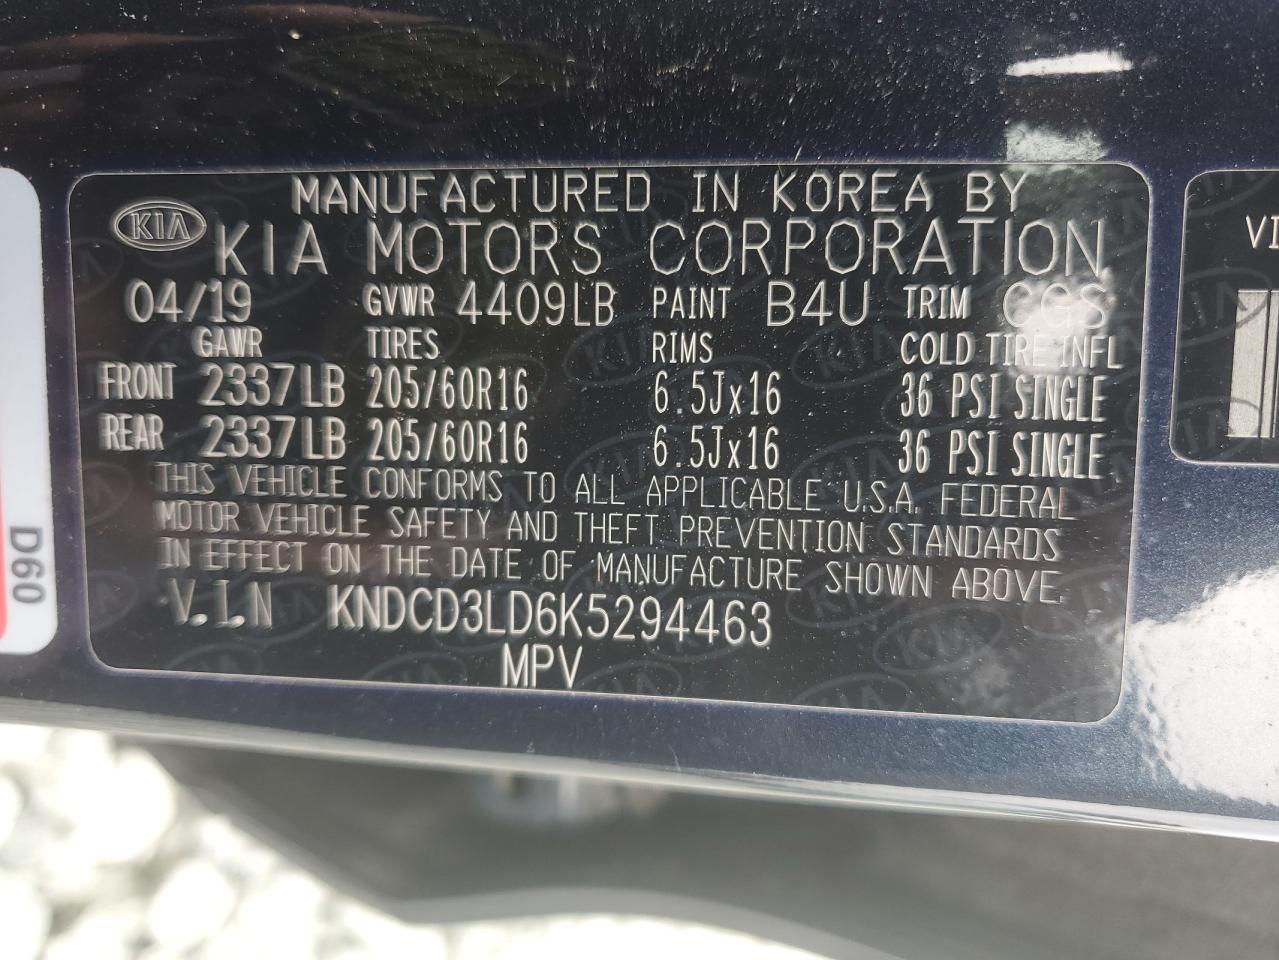 MANUFACTURED IN KOREA BY
KIA KIA MOTORS CORPORATION
04/19 GVWR 4409LB PAINT B4U TRIM CGS
GAWR TIRES RIMS COLD TIRE INFL
FRONT 2337LB 205/60R16 6.5Jx16 36 PSI SINGLE
REAR 2337LB 205/60R16 6.5Jx16 36 PSI SINGLE
THIS VEHICLE CONFORMS TO ALL APPLICABLE U.S.A. FEDERAL
MOTOR VEHICLE SAFETY AND THEFT PREVENTION STANDARDS
IN EFFECT ON THE DATE OF MANUFACTURE SHOWN ABOVE.
V.I.N KNDCD3LD6K5294463
MPV
D60
VI